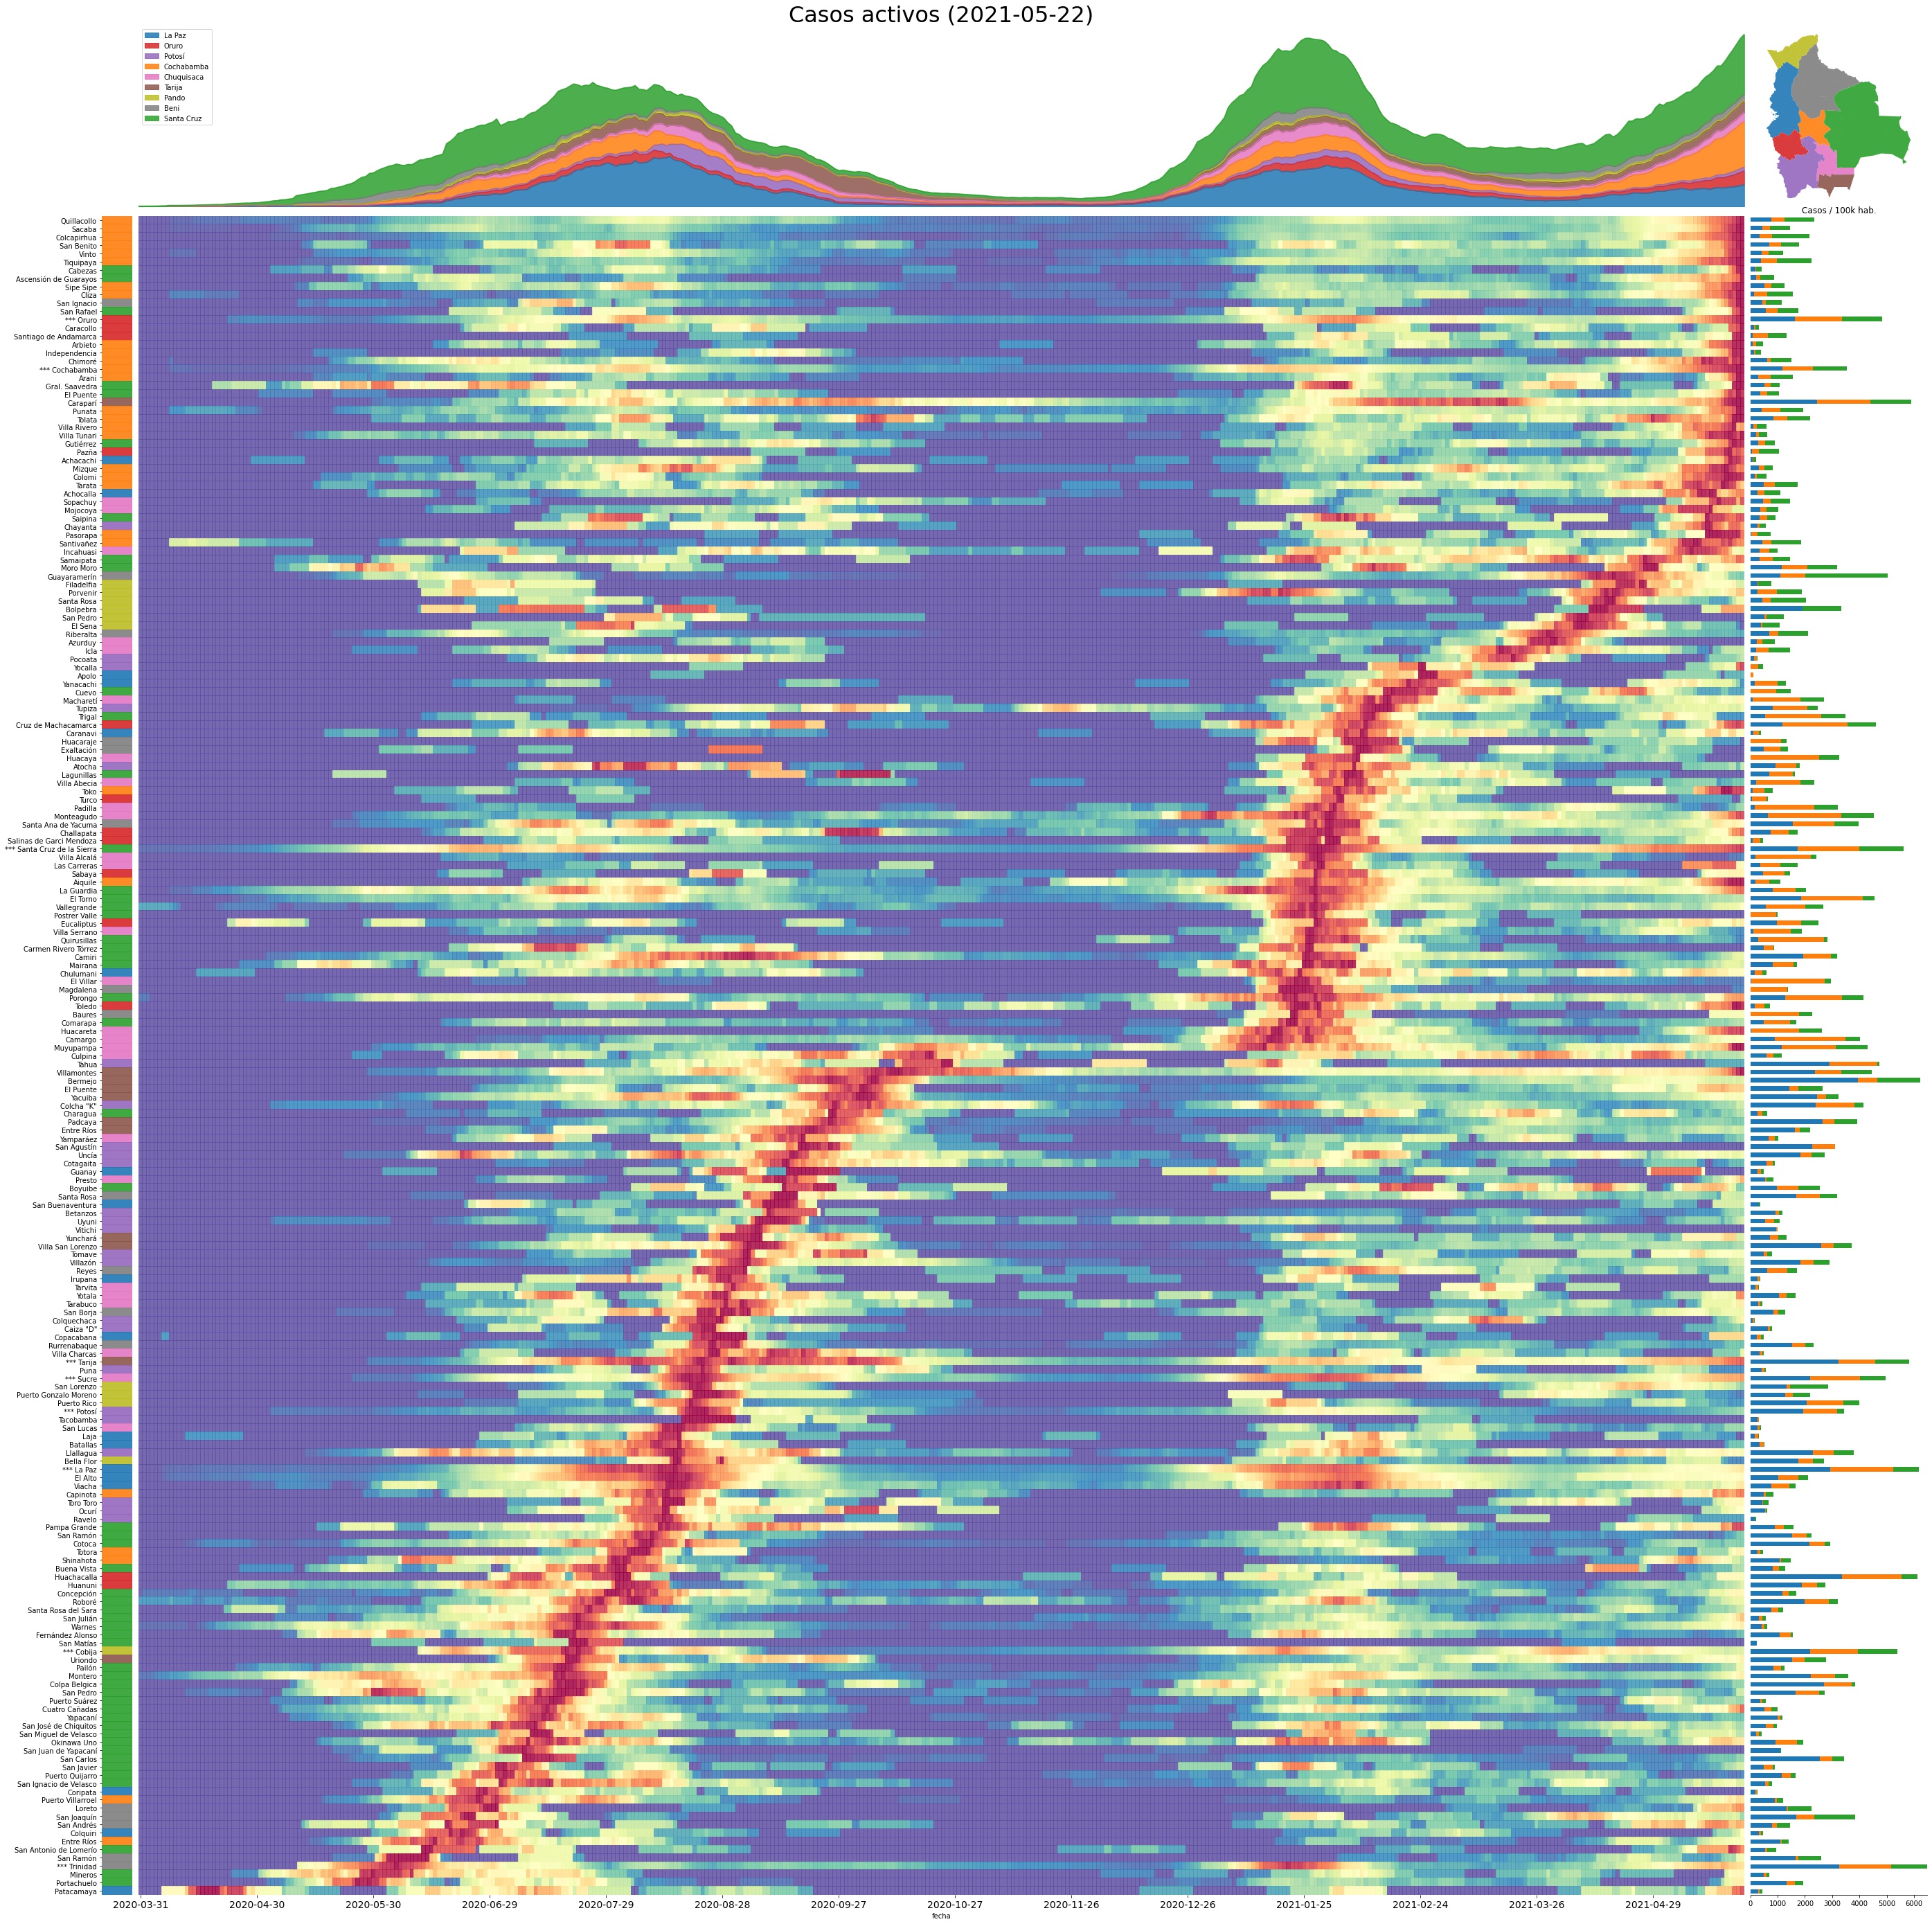 Casos activos (2021-05-22)
La Paz
Oruro
Potosí
Cochabamba
Chuquisaca
Tarija
Pando
Beni
Santa Cruz
Casos / 100k hab.
Quillacollo
Sacaba
Colcapirhua
San Benito
Vinto
Tiquipaya
Cabezas
Ascensión de Guarayos
Sipe Sipe
Cliza
San Ignacio
San Rafael
*** Oruro
Caracollo
Santiago de Andamarca
Arbieto
Independencia
Chimoré
*** Cochabamba
Arani
Gral. Saavedra
El Puente
Caraparí
Punata
Tolata
Villa Rivero
Villa Tunari
Gutiérrez
Pazña
Achacachi
Mizque
Colomi
Tarata
Achocalla
Sopachuy
Mojocoya
Saipina
Chayanta
Pasorapa
Santivañez
Incahuasi
Samaipata
Moro Moro
Guayaramerín
Filadelfia
Porvenir
Santa Rosa
Bolpebra
San Pedro
El Sena
Riberalta
Azurduy
Icla
Pocoata
Yocalla
Apolo
Yanacachi
Cuevo
Macharetí
Tupiza
Trigal
Cruz de Machacamarca
Caranavi
Huacaraje
Exaltación
Huacaya
Atocha
Lagunillas
Villa Abecia
Toko
Turco
Padilla
Monteagudo
Santa Ana de Yacuma
Challapata
Salinas de Garci Mendoza
*** Santa Cruz de la Sierra
Villa Alcalá
Las Carreras
Sabaya
Aiquile
La Guardia
El Torno
Vallegrande
Postrer Valle
Eucaliptus
Villa Serrano
Quirusillas
Carmen Rivero Tòrrez
Camiri
Mairana
Chulumani
El Villar
Magdalena
Porongo
Toledo
Baures
Comarapa
Huacareta
Camargo
Muyupampa
Culpina
Tahua
Villamontes
Bermejo
El Puente
Yacuiba
Colcha "K"
Charagua
Padcaya
Entre Ríos
Yamparáez
San Agustín
Uncía
Cotagaita
Guanay
Presto
Boyuibe
Santa Rosa
San Buenaventura
Betanzos
Uyuni
Vitichi
Yunchará
Villa San Lorenzo
Tomave
Villazón
Reyes
Irupana
Tarvita
Yotala
Tarabuco
San Borja
Colquechaca
Caiza "D"
Copacabana
Rurrenabaque
Villa Charcas
*** Tarija
Puna
*** Sucre
San Lorenzo
Puerto Gonzalo Moreno
Puerto Rico
*** Potosí
Tacobamba
San Lucas
Laja
Batallas
Llallagua
Bella Flor
*** La Paz
El Alto
Viacha
Capinota
Toro Toro
Ocurí
Ravelo
Pampa Grande
San Ramón
Cotoca
Totora
Shinahota
Buena Vista
Huachacalla
Huanuni
Concepción
Roboré
Santa Rosa del Sara
San Julián
Warnes
Fernández Alonso
San Matías
*** Cobija
Uriondo
Pailón
Montero
Colpa Belgica
San Pedro
Puerto Suárez
Cuatro Cañadas
Yapacaní
San José de Chiquitos
San Miguel de Velasco
Okinawa Uno
San Juan de Yapacaní
San Carlos
San Javier
Puerto Quijarro
San Ignacio de Velasco
Coripata
Puerto Villarroel
Loreto
San Joaquín
San Andrés
Colquiri
Entre Ríos
San Antonio de Lomerío
San Ramón
*** Trinidad
Mineros
Portachuelo
Patacamaya
2020-03-31 2020-04-30 2020-05-30 2020-06-29 2020-07-29 2020-08-28 2020-09-27 2020-10-27 2020-11-26 2020-12-26 2021-01-25 2021-02-24 2021-03-26 2021-04-29
fecha
0 1000 2000 3000 4000 5000 6000